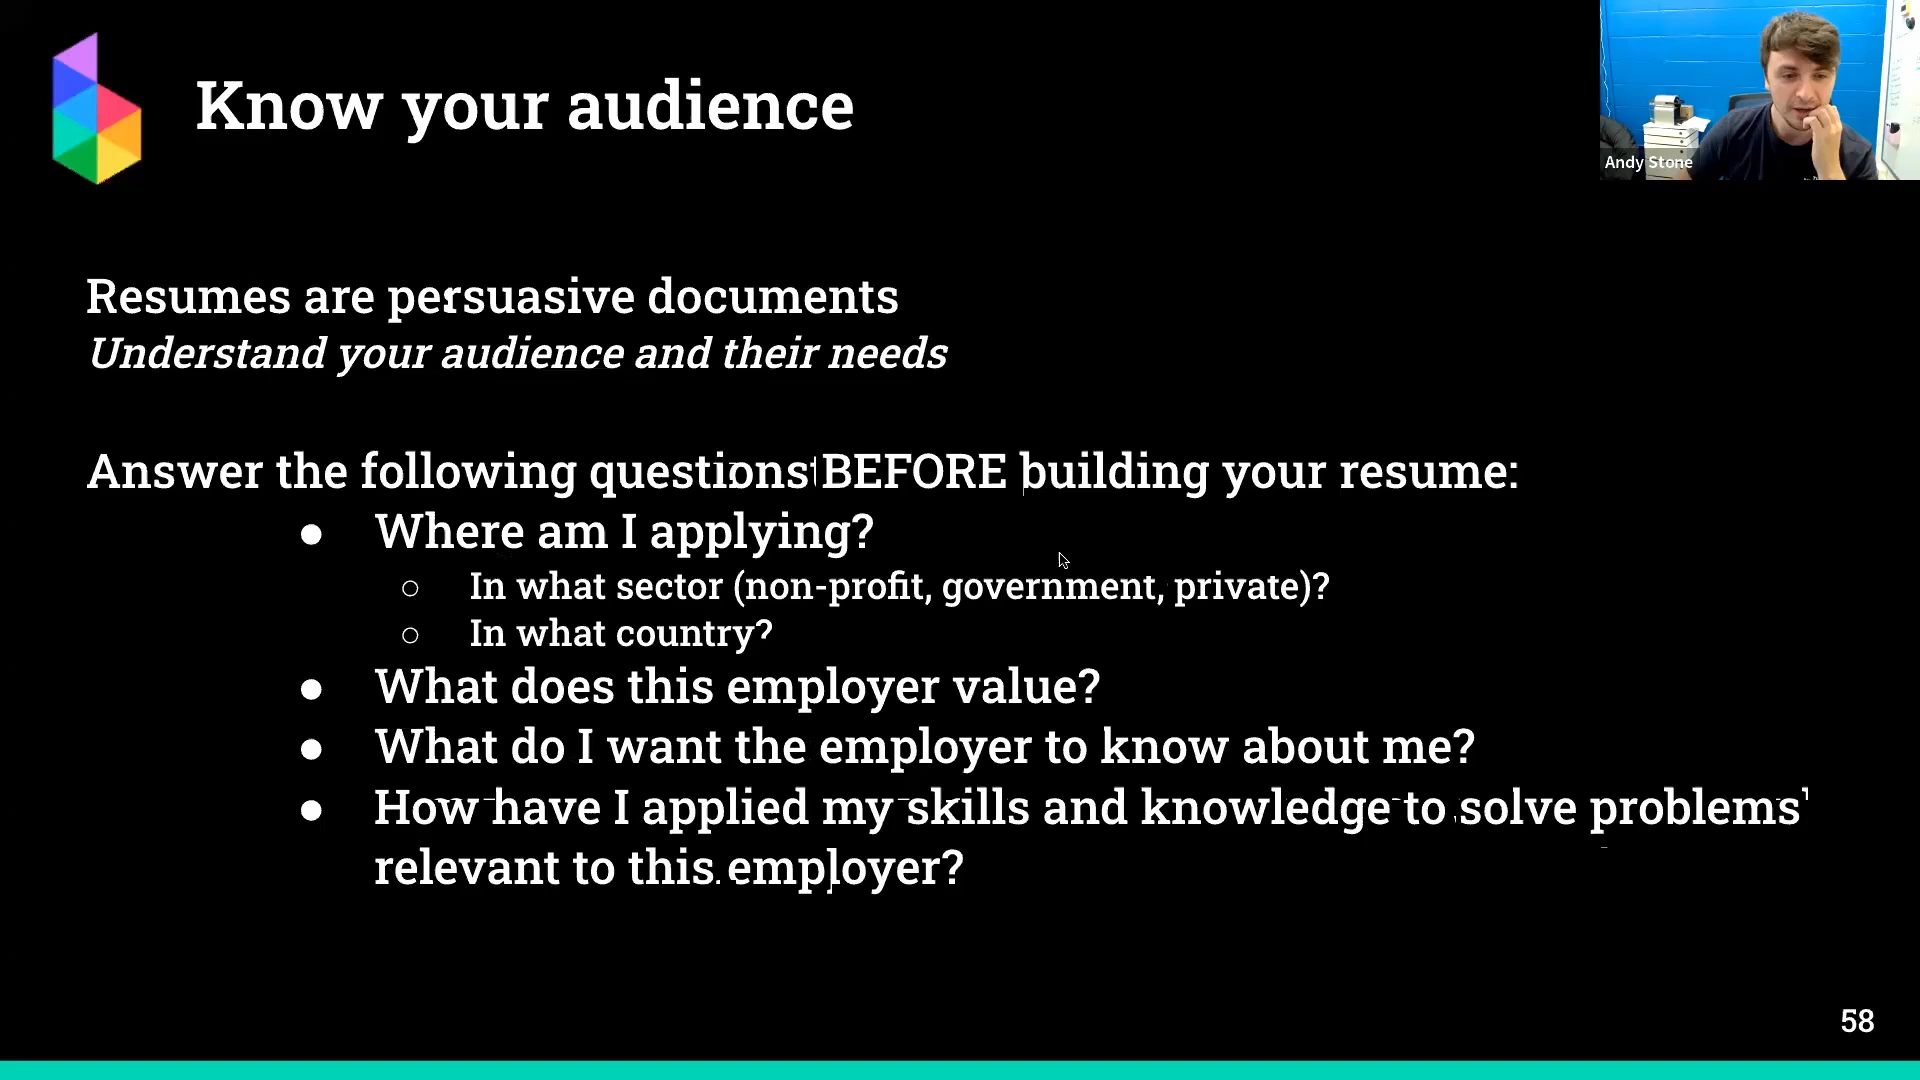 Know your audience
Andy Stone
Resumes are persuasive documents
Understand your audience and their needs
Answer the following questions BEFORE building your resume:
● Where am I applying?
○ In what sector (non-profit, government, private)?
○ In what country?
● What does this employer value?
● What do I want the employer to know about me?
● How have I applied my skills and knowledge to solve problems
relevant to this employer?
58